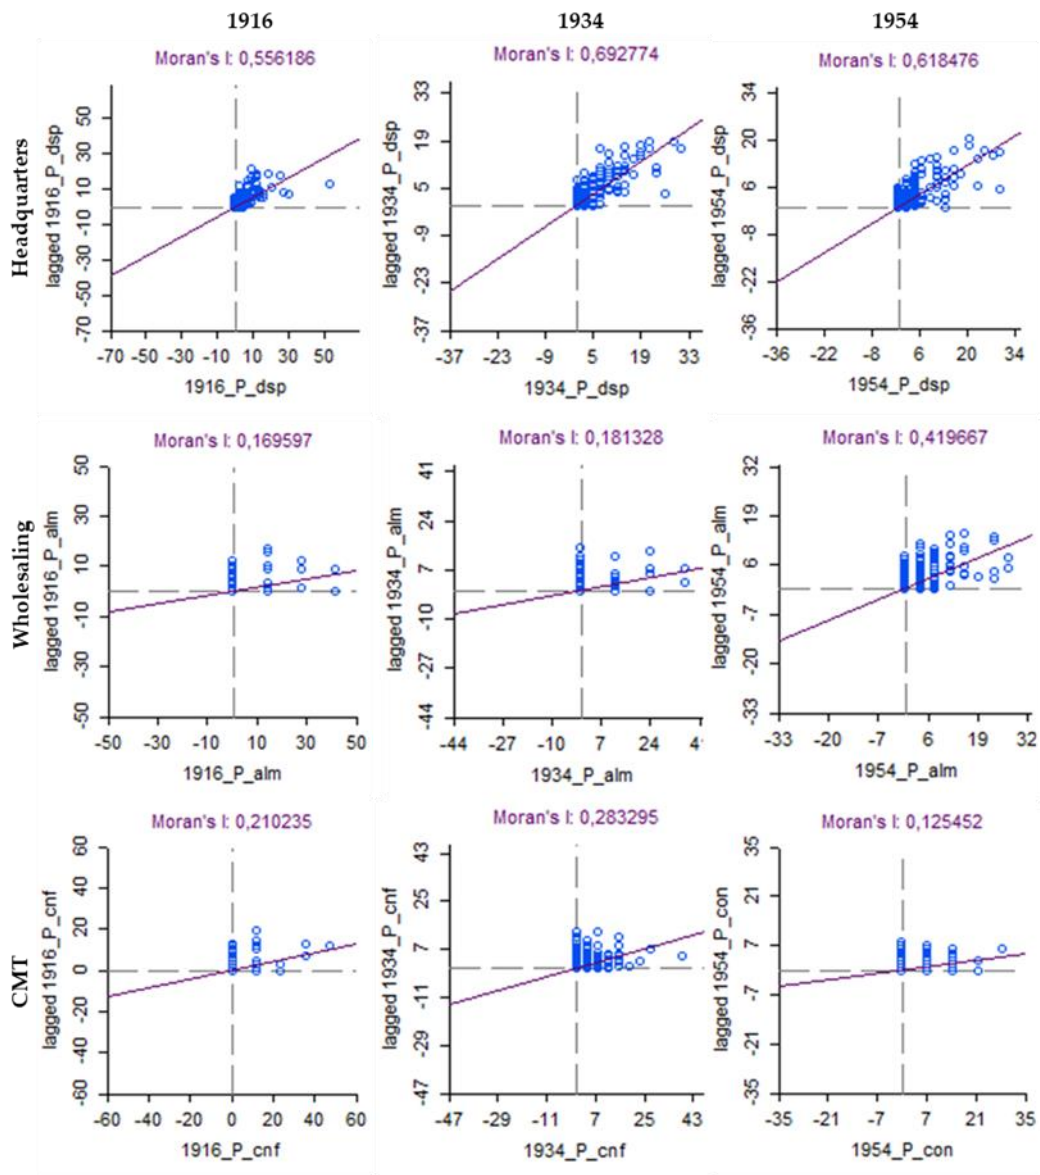 1916 1934 1954
Headquarters
Moran's I: 0,556186
lagged 1916_P_dsp
50
30
10
-10
-30
-50
-70
-70 -50 -30 -10 10 30 50
1916_P_dsp
Moran's I: 0,692774
lagged 1934_P_dsp
33
19
5
-9
-23
-37
-37 -23 -9 5 19 33
1934_P_dsp
Moran's I: 0,618476
lagged 1954_P_dsp
34
20
6
-8
-22
-36
-36 -22 -8 6 20 34
1954_P_dsp
Wholesaling
Moran's I: 0,169597
lagged 1916_P_alm
50
30
10
-10
-30
-50
-50 -30 -10 10 30 50
1916_P_alm
Moran's I: 0,181328
lagged 1934_P_alm
41
24
7
-10
-27
-44
-44 -27 -10 7 24
1934_P_alm
Moran's I: 0,419667
lagged 1954_P_alm
32
19
6
-7
-20
-33
-33 -20 -7 6 19 32
1954_P_alm
CMT
Moran's I: 0,210235
lagged 1916_P_cnf
60
40
20
0
-20
-40
-60
-60 -40 -20 0 20 40 60
1916_P_cnf
Moran's I: 0,283295
lagged 1934_P_cnf
43
25
7
-11
-29
-47
-47 -29 -11 7 25 43
1934_P_cnf
Moran's I: 0,125452
lagged 1954_P_con
35
21
7
-7
-21
-35
-35 -21 -7 7 21 35
1954_P_con